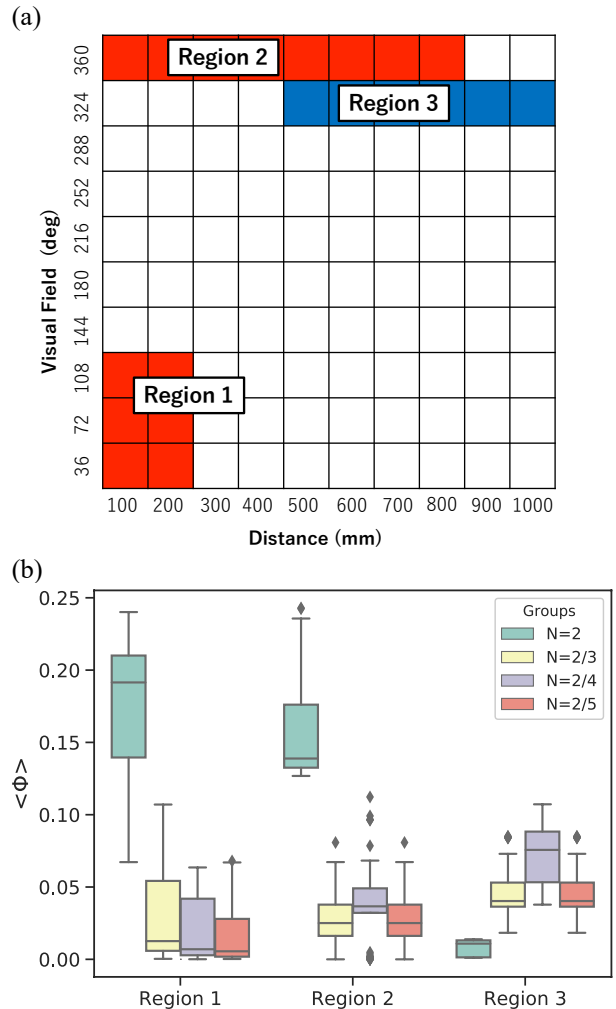 (a)
360
Region 2
324
Region 3
288
252
216
180
144
108
Region 1
72
36
Visual Field (deg)
100 200 300 400 500 600 700 800 900 1000
Distance (mm)
(b)
0.25
0.20
0.15
0.10
0.05
0.00
<Φ>
Groups
N=2
N=2/3
N=2/4
N=2/5
Region 1 Region 2 Region 3